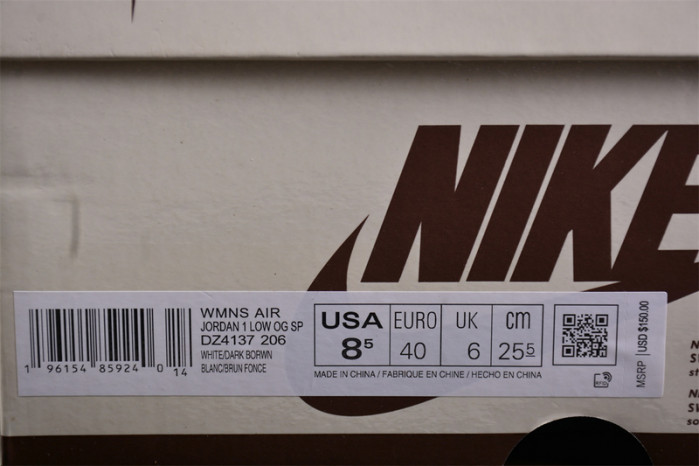 NIKE
WMNS AIR
JORDAN 1 LOW OG SP
DZ4137 206
WHITE/DARK BORWN
BLANC/BRUN FONCE
1 96154 85924 0 14
USA EURO UK cm
8⁵ 40 6 25⁵
MADE IN CHINA / FABRIQUE EN CHINE / HECHO EN CHINA
RFID
MSRP USD $150.00